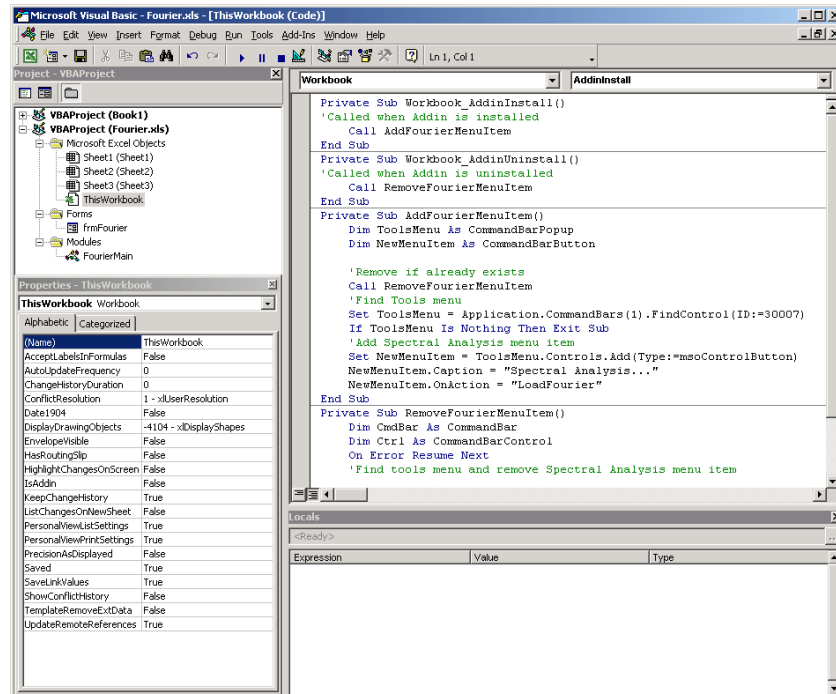 Microsoft Visual Basic - Fourier.xls - [ThisWorkbook (Code)]
File Edit View Insert Format Debug Run Tools Add-Ins Window Help
Ln 1, Col 1
Project - VBAProject
VBAProject (Book1)
VBAProject (Fourier.xls)
Microsoft Excel Objects
Sheet1 (Sheet1)
Sheet2 (Sheet2)
Sheet3 (Sheet3)
ThisWorkbook
Forms
frmFourier
Modules
FourierMain
Properties - ThisWorkbook
ThisWorkbook Workbook
Alphabetic Categorized
(Name) ThisWorkbook
AcceptLabelsInFormulas False
AutoUpdateFrequency 0
ChangeHistoryDuration 0
ConflictResolution 1 - xlUserResolution
Date1904 False
DisplayDrawingObjects -4104 - xlDisplayShapes
EnvelopeVisible False
HasRoutingSlip False
HighlightChangesOnScreen False
IsAddin False
KeepChangeHistory True
ListChangesOnNewSheet False
PersonalViewListSettings True
PersonalViewPrintSettings True
PrecisionAsDisplayed False
Saved True
SaveLinkValues True
ShowConflictHistory False
TemplateRemoveExtData False
UpdateRemoteReferences True
Workbook AddinInstall
Private Sub Workbook_AddinInstall()
'Called when Addin is installed
Call AddFourierMenuItem
End Sub
Private Sub Workbook_AddinUninstall()
'Called when Addin is uninstalled
Call RemoveFourierMenuItem
End Sub
Private Sub AddFourierMenuItem()
Dim ToolsMenu As CommandBarPopup
Dim NewMenuItem As CommandBarButton
'Remove if already exists
Call RemoveFourierMenuItem
'Find Tools menu
Set ToolsMenu = Application.CommandBars(1).FindControl(ID:=30007)
If ToolsMenu Is Nothing Then Exit Sub
'Add Spectral Analysis menu item
Set NewMenuItem = ToolsMenu.Controls.Add(Type:=msoControlButton)
NewMenuItem.Caption = "Spectral Analysis..."
NewMenuItem.OnAction = "LoadFourier"
End Sub
Private Sub RemoveFourierMenuItem()
Dim CmdBar As CommandBar
Dim Ctrl As CommandBarControl
On Error Resume Next
'Find tools menu and remove Spectral Analysis menu item
Locals
<Ready>
...
Expression Value Type